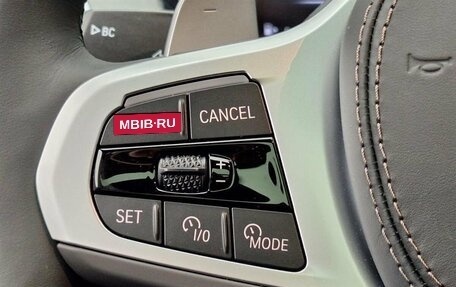 BC
MBIB·RU
CANCEL
+
−
SET
I/O
MODE